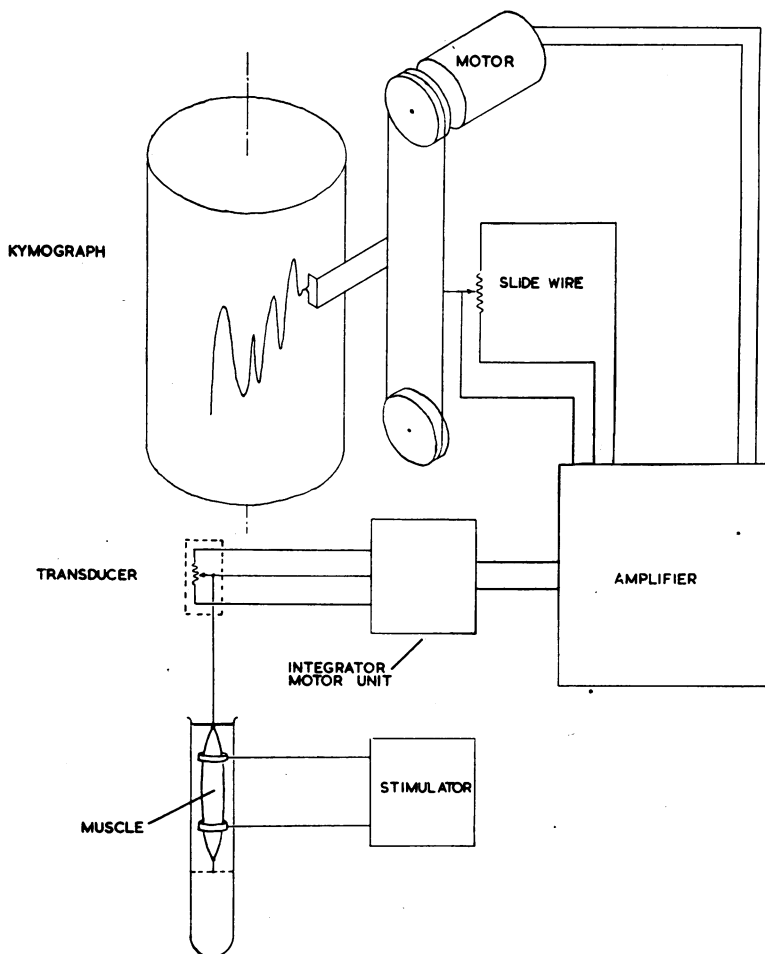 MOTOR
KYMOGRAPH
SLIDE WIRE
TRANSDUCER
AMPLIFIER
INTEGRATOR
MOTOR UNIT
STIMULATOR
MUSCLE